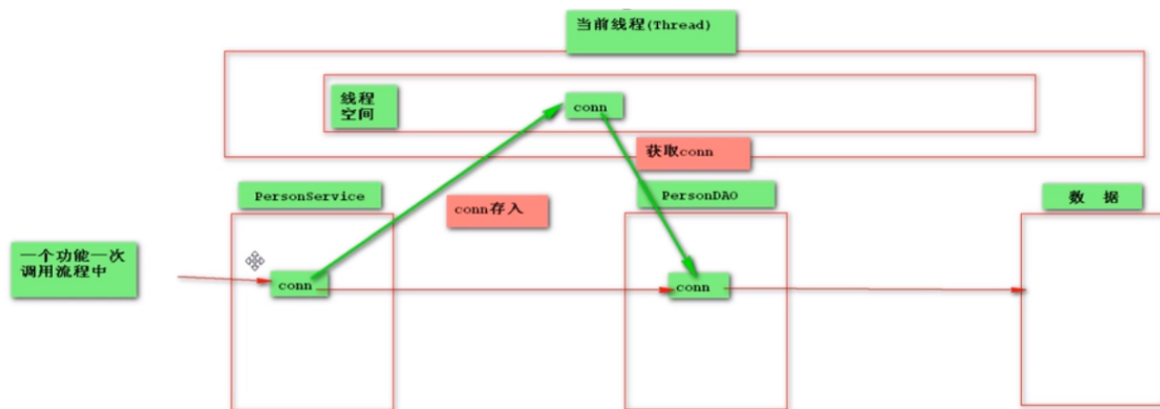 当前线程(Thread)
线程
空间
conn
获取conn
PersonService
conn存入
PersonDAO
数 据
一个功能一次
调用流程中
conn
conn